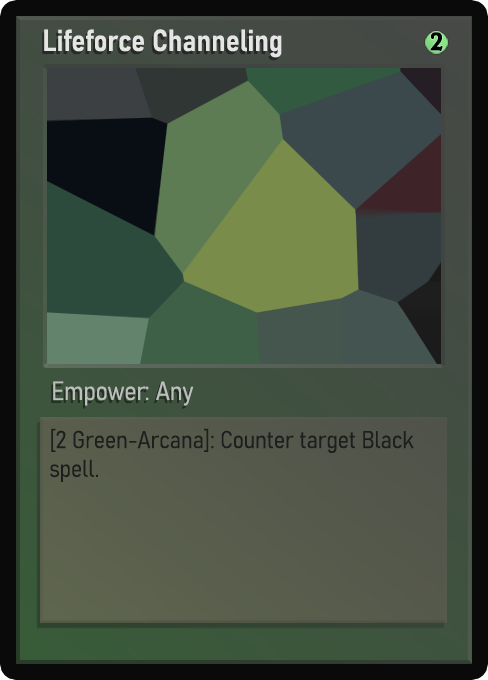 Lifeforce Channeling
2
Empower: Any
[2 Green-Arcana]: Counter target Black
spell.